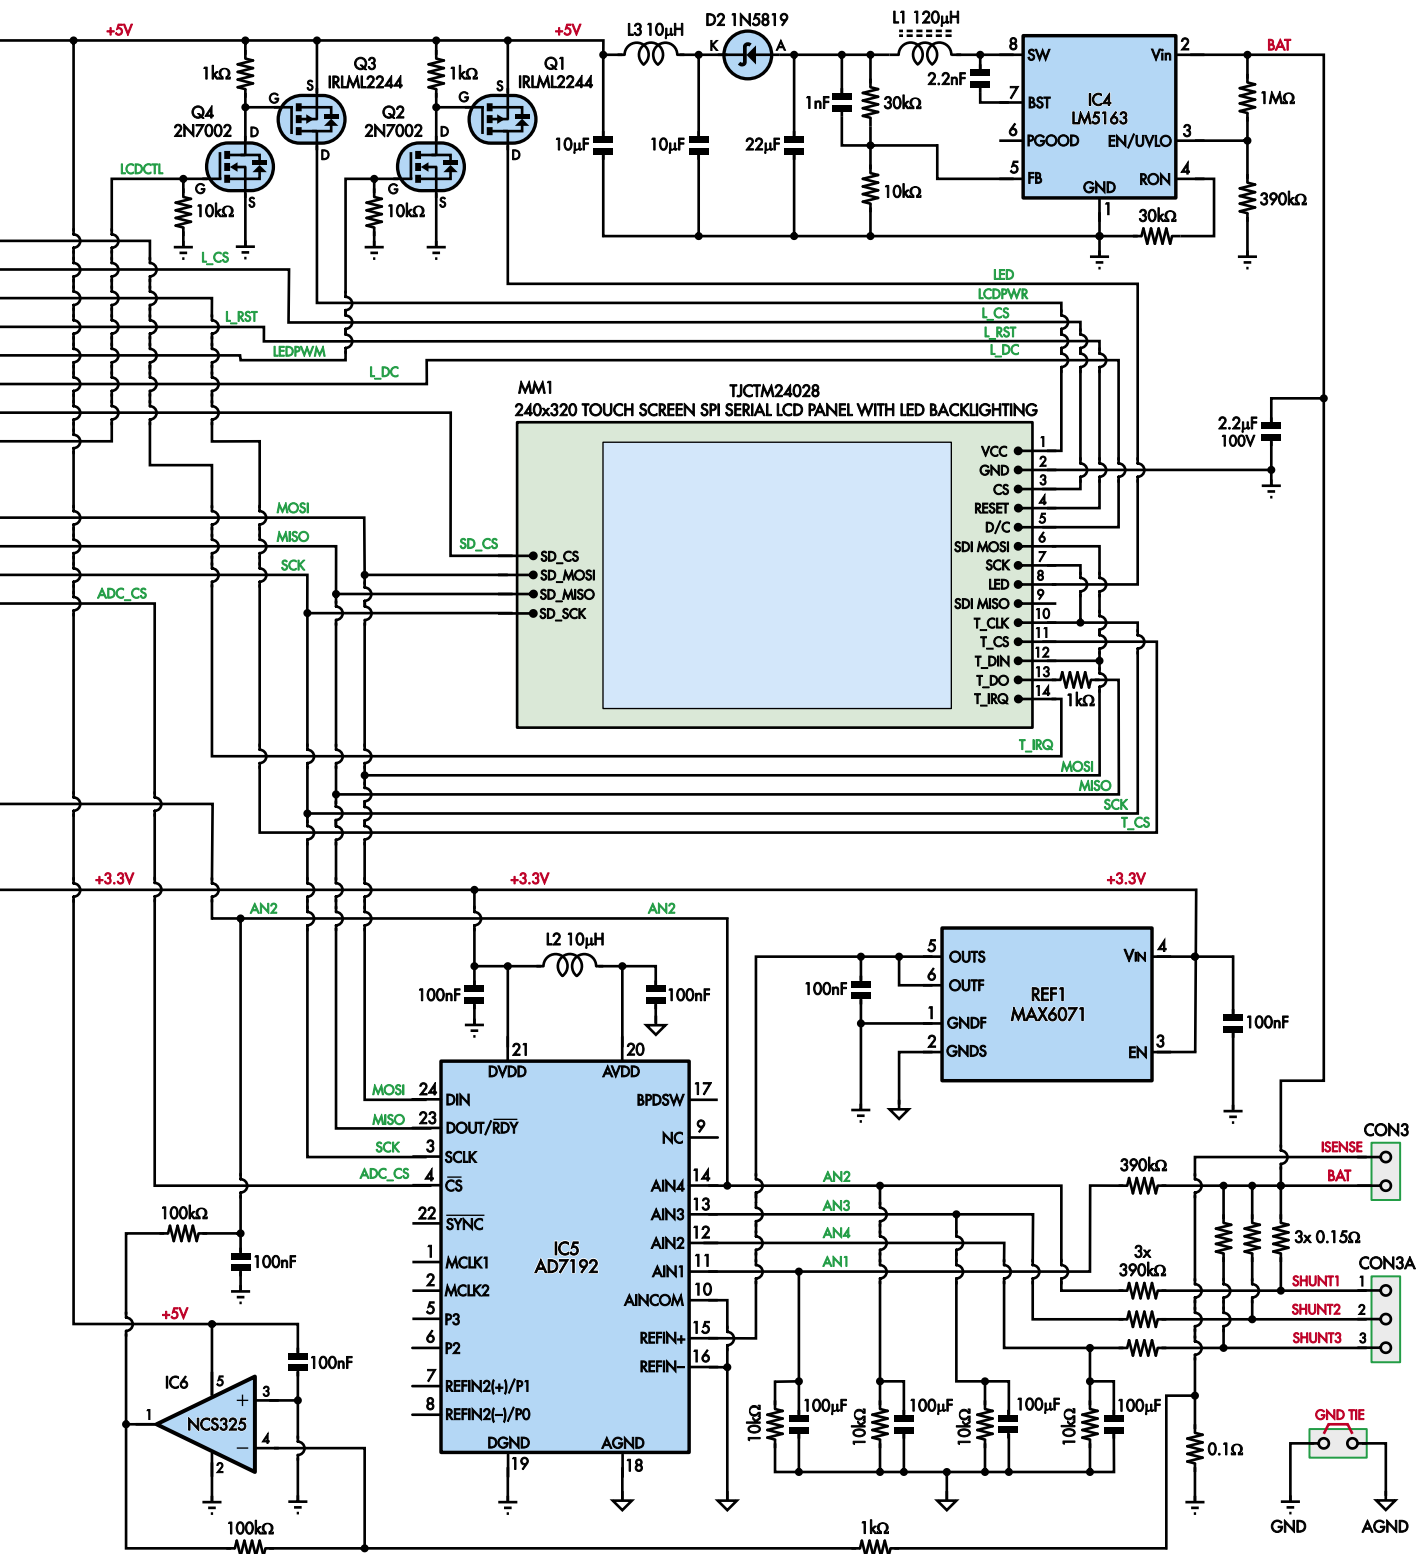 +5V
+5V
L3 10µH
D2 1N5819
K
A
L1 120µH
8
SW
Vin
2
BAT
1kΩ
Q3
IRLML2244
1kΩ
Q1
IRLML2244
S
S
G
G
D
D
Q4
2N7002
Q2
2N7002
D
D
G
S
G
S
LCDCTL
10kΩ
10kΩ
10µF
10µF
22µF
1nF
30kΩ
10kΩ
2.2nF
7
BST
IC4
LM5163
6
PGOOD
EN/UVLO
3
5
FB
RON
4
GND
1
1MΩ
390kΩ
30kΩ
L_CS
LED
LCDPWR
L_CS
L_RST
L_RST
L_DC
LEDPWM
L_DC
MM1
TJCTM24028
240x320 TOUCH SCREEN SPI SERIAL LCD PANEL WITH LED BACKLIGHTING
2.2µF
100V
VCC 1
GND 2
CS 3
RESET 4
D/C 5
SDI MOSI 6
SCK 7
LED 8
SDI MISO 9
T_CLK 10
T_CS 11
T_DIN 12
T_DO 13
T_IRQ 14
1kΩ
MOSI
MISO
SCK
ADC_CS
SD_CS
SD_CS
SD_MOSI
SD_MISO
SD_SCK
T_IRQ
MOSI
MISO
SCK
T_CS
+3.3V
+3.3V
+3.3V
AN2
AN2
L2 10µH
100nF
100nF
100nF
5
OUTS
6
OUTF
1
GNDF
2
GNDS
REF1
MAX6071
VIN
4
EN
3
100nF
21
DVDD
20
AVDD
MOSI 24 DIN
MISO 23 DOUT/RDY
SCK 3 SCLK
ADC_CS 4 CS
22 SYNC
1 MCLK1
2 MCLK2
5 P3
6 P2
7 REFIN2(+)/P1
8 REFIN2(−)/P0
IC5
AD7192
BPDSW 17
NC 9
AIN4 14
AIN3 13
AIN2 12
AIN1 11
AINCOM 10
REFIN+ 15
REFIN− 16
DGND
19
AGND
18
AN2
AN3
AN4
AN1
390kΩ
3x
390kΩ
CON3
ISENSE
BAT
3x 0.15Ω
CON3A
SHUNT1 1
SHUNT2 2
SHUNT3 3
100kΩ
100nF
+5V
100nF
IC6
5
3
+
1
NCS325
−
4
2
10kΩ
100µF
10kΩ
100µF
10kΩ
100µF
10kΩ
100µF
0.1Ω
GND TIE
GND
AGND
100kΩ
1kΩ